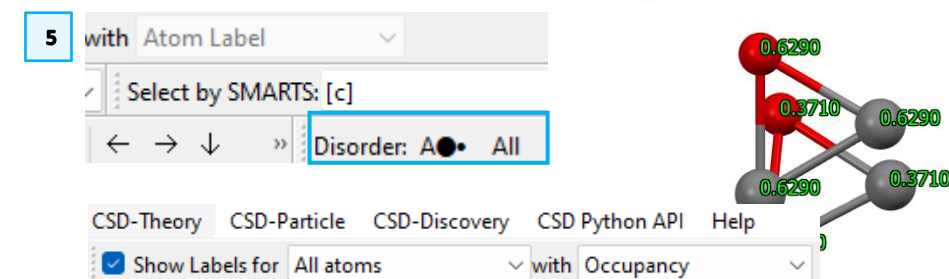 5
with Atom Label
Select by SMARTS: [c]
Disorder: A All
0.6290
0.3710
0.6290
0.6290
0.3710
CSD-Theory CSD-Particle CSD-Discovery CSD Python API Help
Show Labels for All atoms with Occupancy